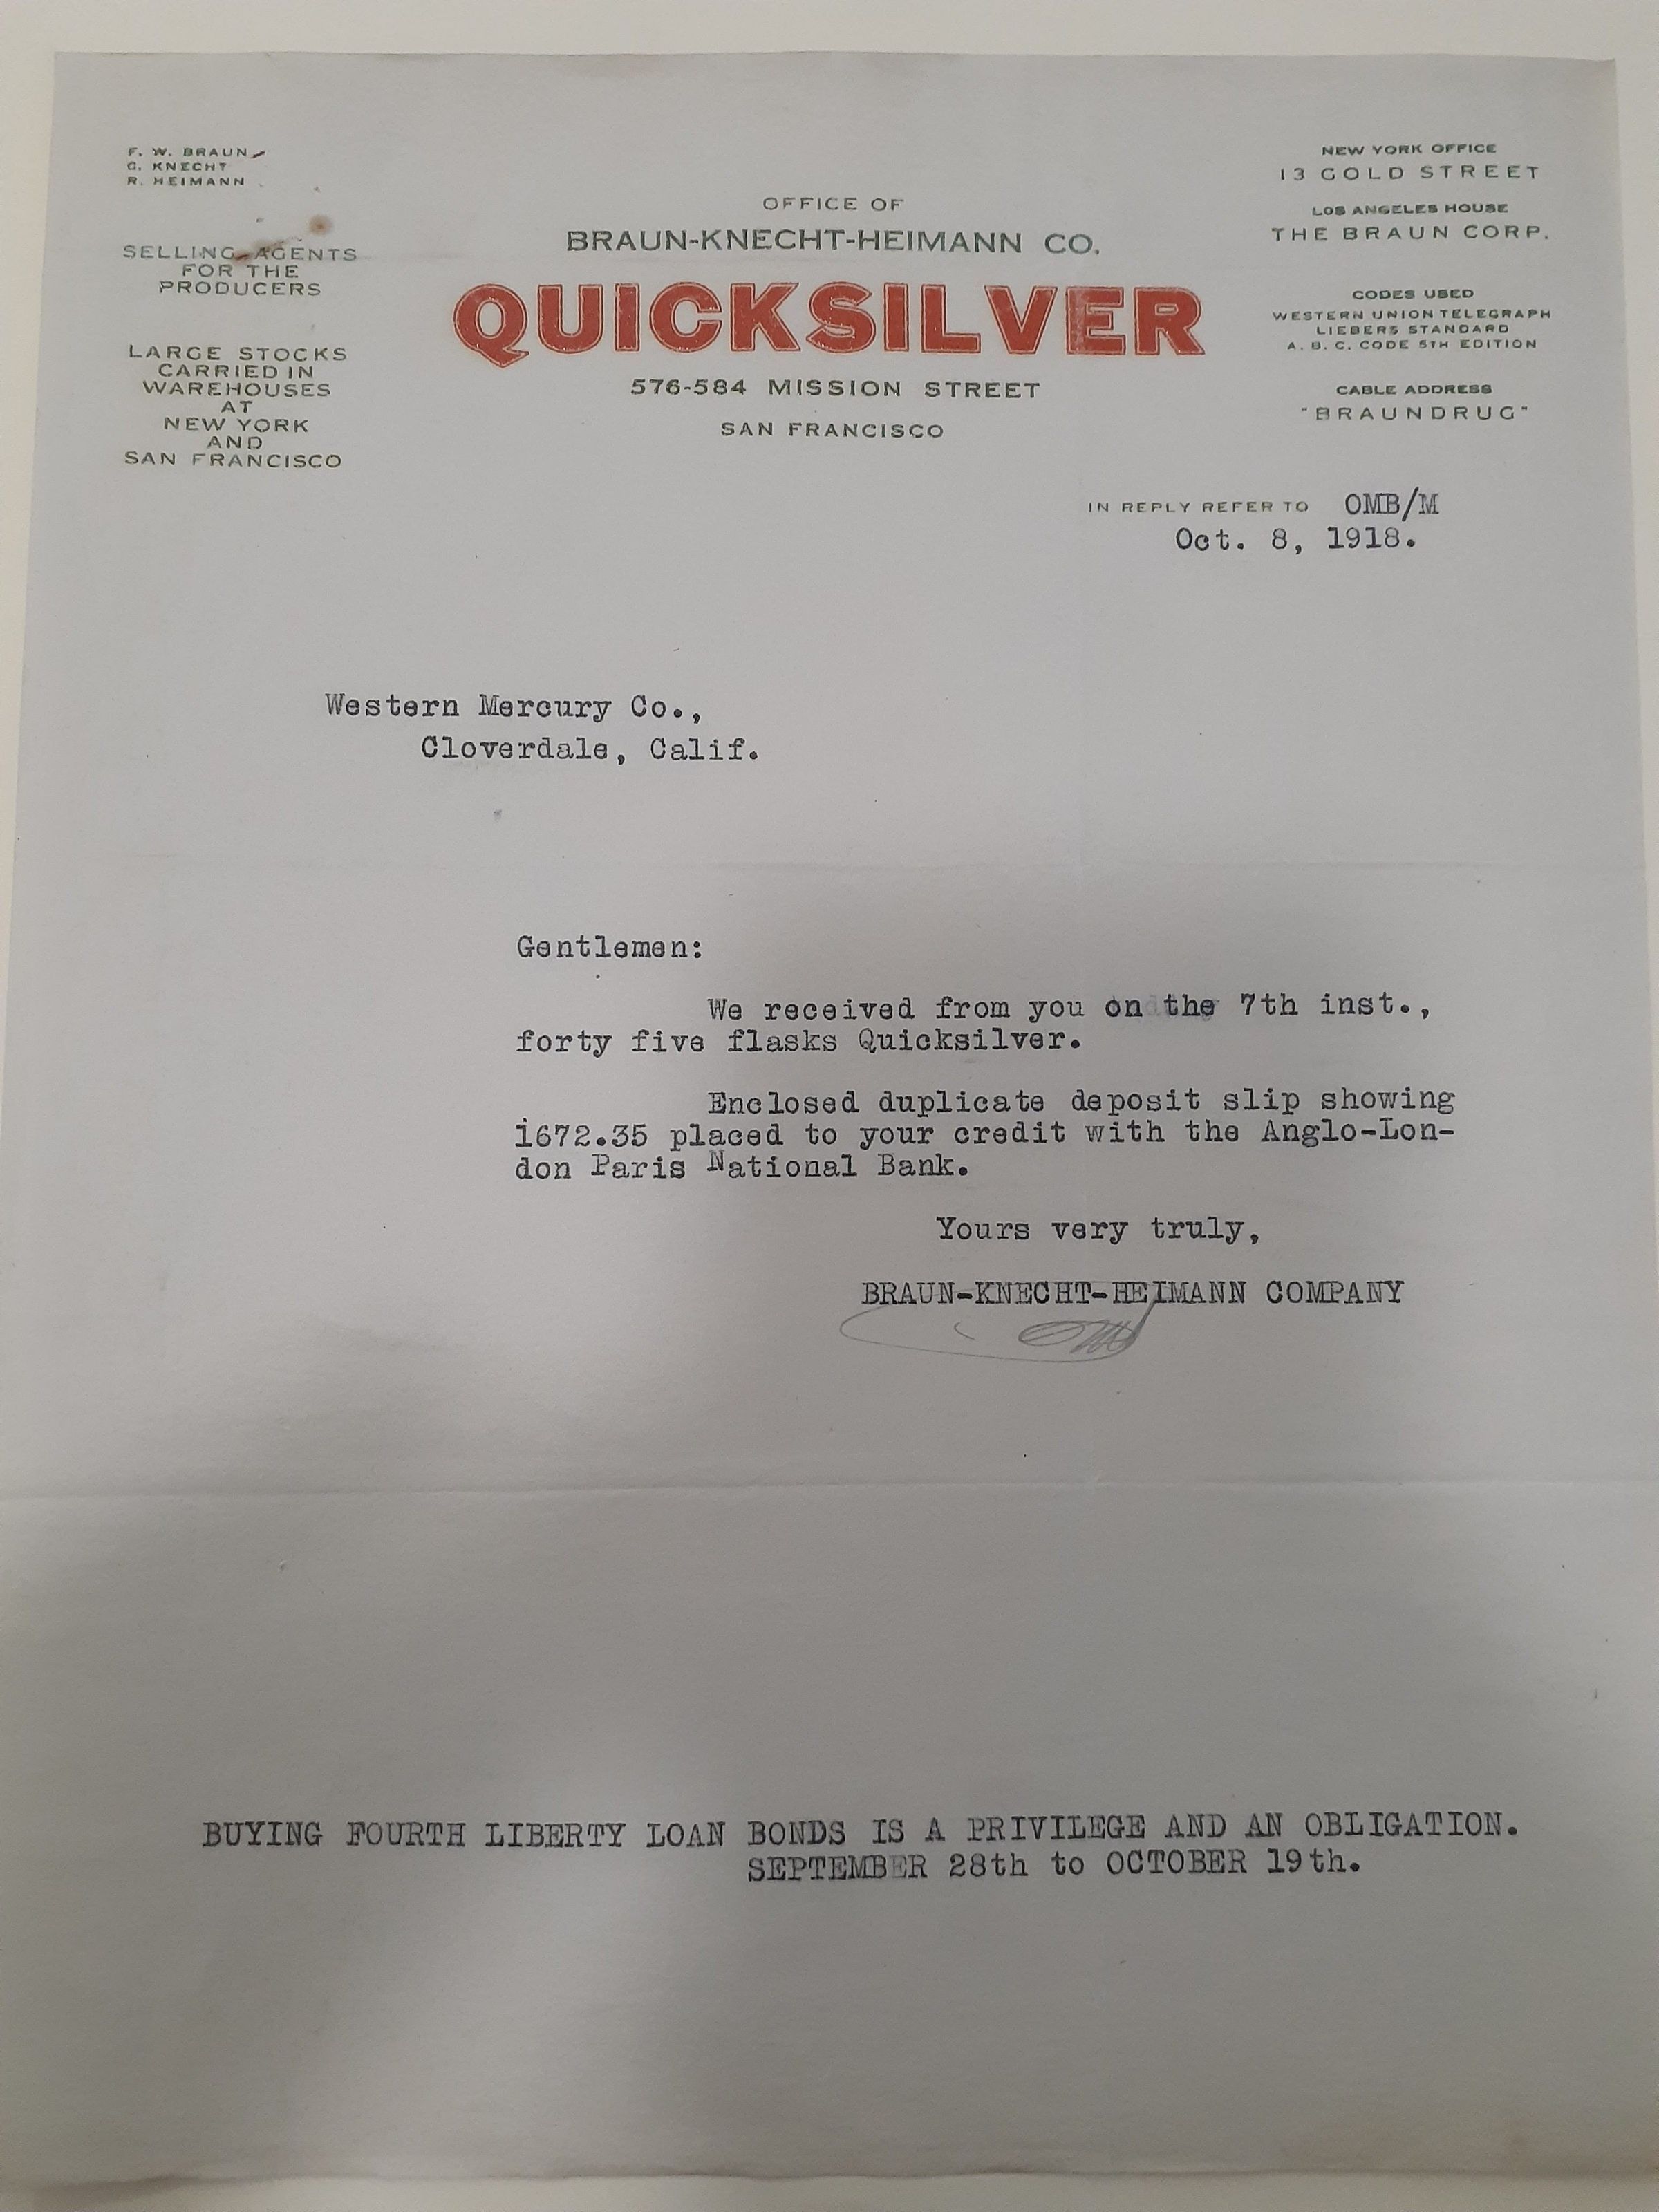 F. W. BRAUN
G. KNECHT
R. HEIMANN
SELLING AGENTS
FOR THE
PRODUCERS
LARGE STOCKS
CARRIED IN
WAREHOUSES
AT
NEW YORK
AND
SAN FRANCISCO
OFFICE OF
BRAUN-KNECHT-HEIMANN CO.
QUICKSILVER
576-584 MISSION STREET
SAN FRANCISCO
NEW YORK OFFICE
13 GOLD STREET
LOS ANGELES HOUSE
THE BRAUN CORP.
CODES USED
WESTERN UNION TELEGRAPH
LIEBERS STANDARD
A. B. C. CODE 5TH EDITION
CABLE ADDRESS
"BRAUNDRUG"
IN REPLY REFER TO OMB/M
Oct. 8, 1918.
Western Mercury Co.,
Cloverdale, Calif.
Gentlemen:
We received from you on the 7th inst.,
forty five flasks Quicksilver.
Enclosed duplicate deposit slip showing
1672.35 placed to your credit with the Anglo-Lon-
don Paris National Bank.
Yours very truly,
BRAUN-KNECHT-HEIMANN COMPANY
BUYING FOURTH LIBERTY LOAN BONDS IS A PRIVILEGE AND AN OBLIGATION.
SEPTEMBER 28th to OCTOBER 19th.